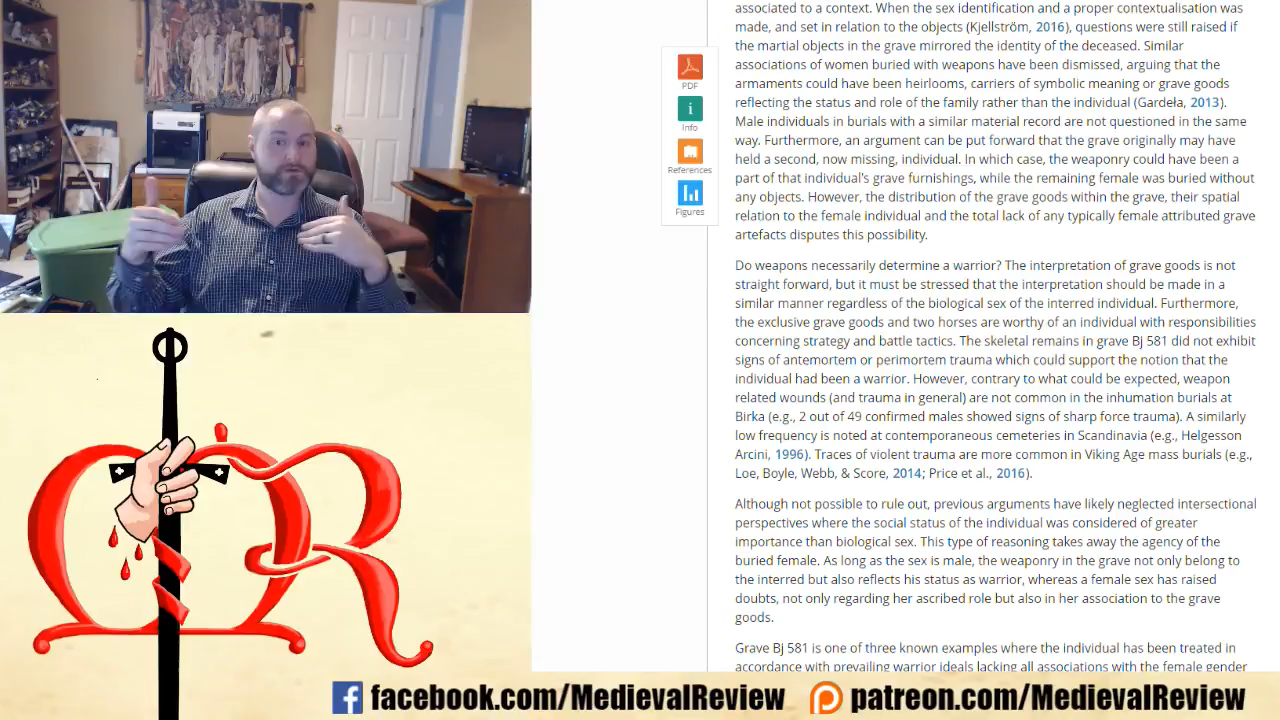 associated to a context. When the sex identification and a proper contextualisation was
made, and set in relation to the objects (Kjellström, 2016), questions were still raised if
the martial objects in the grave mirrored the identity of the deceased. Similar
associations of women buried with weapons have been dismissed, arguing that the
armaments could have been heirlooms, carriers of symbolic meaning or grave goods
reflecting the status and role of the family rather than the individual (Gardeła, 2013).
Male individuals in burials with a similar material record are not questioned in the same
way. Furthermore, an argument can be put forward that the grave originally may have
held a second, now missing, individual. In which case, the weaponry could have been a
part of that individual's grave furnishings, while the remaining female was buried without
any objects. However, the distribution of the grave goods within the grave, their spatial
relation to the female individual and the total lack of any typically female attributed grave
artefacts disputes this possibility.
Do weapons necessarily determine a warrior? The interpretation of grave goods is not
straight forward, but it must be stressed that the interpretation should be made in a
similar manner regardless of the biological sex of the interred individual. Furthermore,
the exclusive grave goods and two horses are worthy of an individual with responsibilities
concerning strategy and battle tactics. The skeletal remains in grave Bj 581 did not exhibit
signs of antemortem or perimortem trauma which could support the notion that the
individual had been a warrior. However, contrary to what could be expected, weapon
related wounds (and trauma in general) are not common in the inhumation burials at
Birka (e.g., 2 out of 49 confirmed males showed signs of sharp force trauma). A similarly
low frequency is noted at contemporaneous cemeteries in Scandinavia (e.g., Helgesson
Arcini, 1996). Traces of violent trauma are more common in Viking Age mass burials (e.g.,
Loe, Boyle, Webb, & Score, 2014; Price et al., 2016).
Although not possible to rule out, previous arguments have likely neglected intersectional
perspectives where the social status of the individual was considered of greater
importance than biological sex. This type of reasoning takes away the agency of the
buried female. As long as the sex is male, the weaponry in the grave not only belong to
the interred but also reflects his status as warrior, whereas a female sex has raised
doubts, not only regarding her ascribed role but also in her association to the grave
goods.
Grave Bj 581 is one of three known examples where the individual has been treated in
accordance with prevailing warrior ideals lacking all associations with the female gender
PDF
Info
References
Figures
MR
facebook.com/MedievalReview
patreon.com/MedievalReview